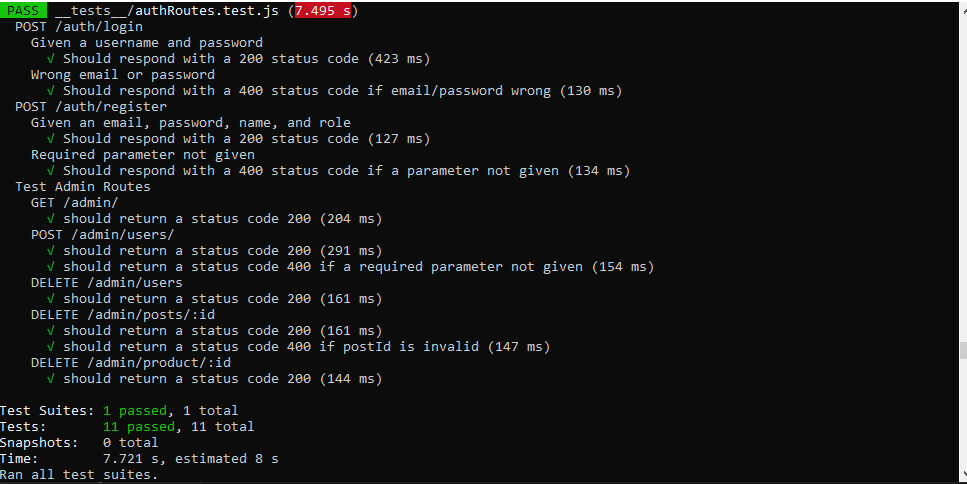 PASS __tests__/authRoutes.test.js (7.495 s)
POST /auth/login
Given a username and password
√ Should respond with a 200 status code (423 ms)
Wrong email or password
√ Should respond with a 400 status code if email/password wrong (130 ms)
POST /auth/register
Given an email, password, name, and role
√ Should respond with a 200 status code (127 ms)
Required parameter not given
√ Should respond with a 400 status code if a parameter not given (134 ms)
Test Admin Routes
GET /admin/
√ should return a status code 200 (204 ms)
POST /admin/users/
√ should return a status code 200 (291 ms)
√ should return a status code 400 if a required parameter not given (154 ms)
DELETE /admin/users
√ should return a status code 200 (161 ms)
DELETE /admin/posts/:id
√ should return a status code 200 (161 ms)
√ should return a status code 400 if postId is invalid (147 ms)
DELETE /admin/product/:id
√ should return a status code 200 (144 ms)
Test Suites: 1 passed, 1 total
Tests: 11 passed, 11 total
Snapshots: 0 total
Time: 7.721 s, estimated 8 s
Ran all test suites.